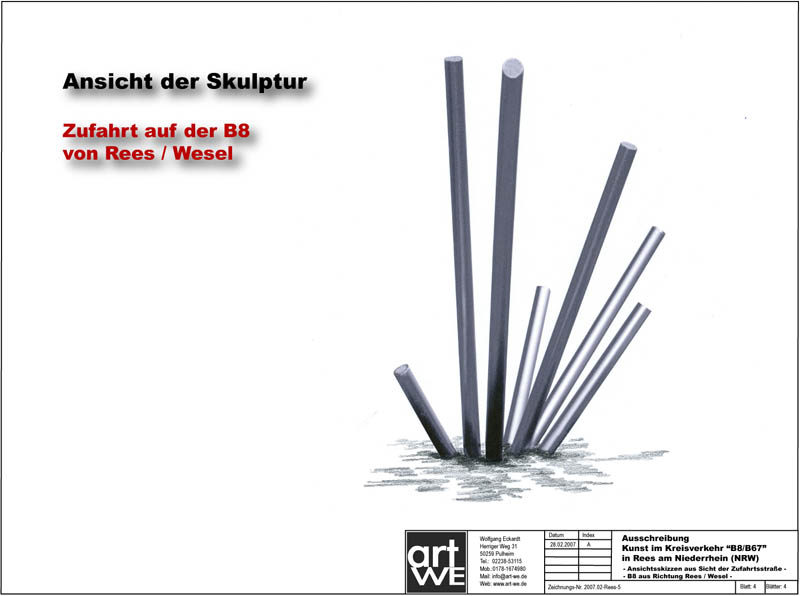 Ansicht der Skulptur
Zufahrt auf der B8
von Rees / Wesel
art
WE
Wolfgang Eckardt
Herriger Weg 31
50259 Pulheim
Tel.: 02238-53115
Mob.:0178-1674980
Mail: info@art-we.de
Web: www.art-we.de
Datum Index
28.02.2007 A
Zeichnungs-Nr. 2007.02-Rees-5
Ausschreibung
Kunst im Kreisverkehr "B8/B67"
in Rees am Niederrhein (NRW)
- Ansichtsskizzen aus Sicht der Zufahrtsstraße -
- B8 aus Richtung Rees / Wesel -
Blatt: 4 Blätter: 4